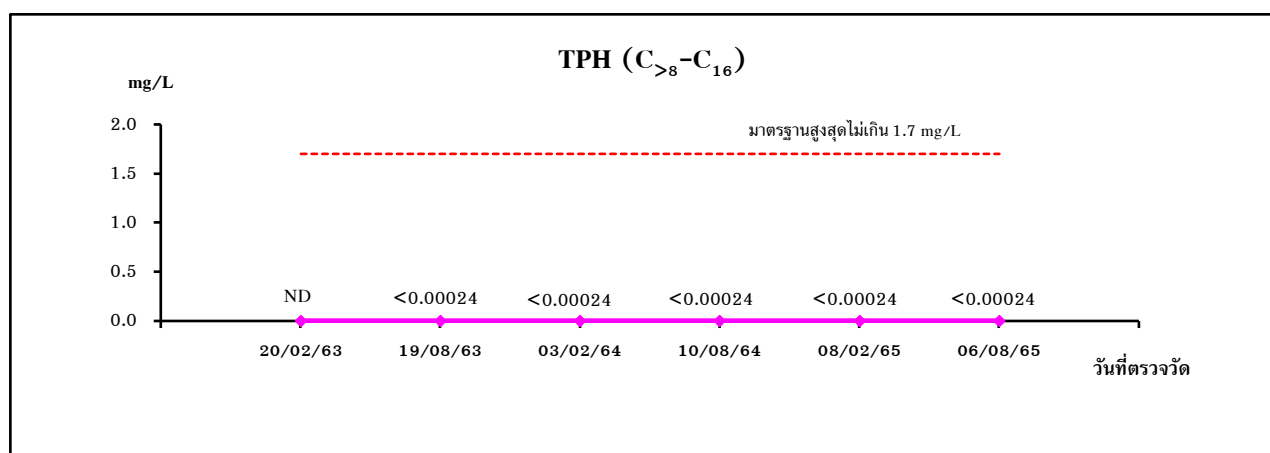 TPH (C>8-C16)
mg/L
มาตรฐานสูงสุดไม่เกิน 1.7 mg/L
2.0
1.5
1.0
0.5
0.0
ND <0.00024 <0.00024 <0.00024 <0.00024 <0.00024
20/02/63 19/08/63 03/02/64 10/08/64 08/02/65 06/08/65
วันที่ตรวจวัด